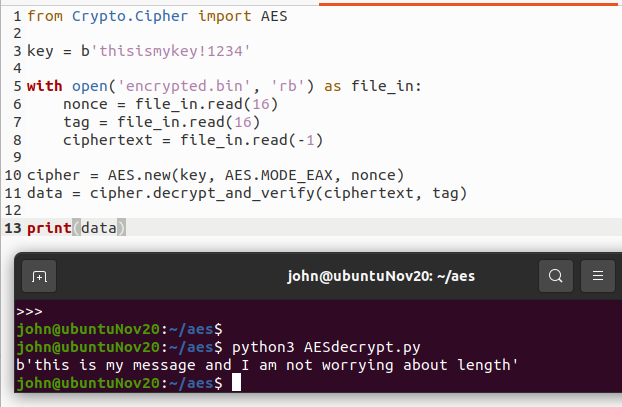 1 from Crypto.Cipher import AES
2
3 key = b'thisismykey!1234'
4
5 with open('encrypted.bin', 'rb') as file_in:
6     nonce = file_in.read(16)
7     tag = file_in.read(16)
8     ciphertext = file_in.read(-1)
9
10 cipher = AES.new(key, AES.MODE_EAX, nonce)
11 data = cipher.decrypt_and_verify(ciphertext, tag)
12
13 print(data)
john@ubuntuNov20: ~/aes
>>>
john@ubuntuNov20:~/aes$
john@ubuntuNov20:~/aes$ python3 AESdecrypt.py
b'this is my message and I am not worrying about length'
john@ubuntuNov20:~/aes$